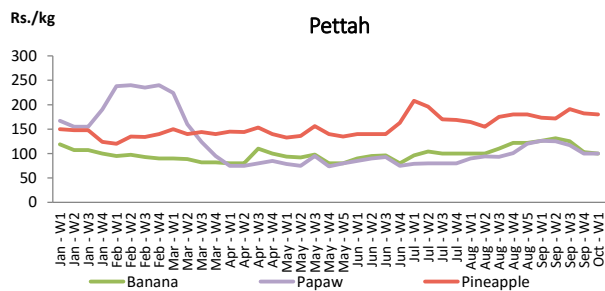 Rs./kg
Pettah
300
250
200
150
100
50
0
Jan - W1
Jan - W2
Jan - W3
Jan - W4
Feb - W1
Feb - W2
Feb - W3
Feb - W4
Mar - W1
Mar - W2
Mar - W3
Mar - W4
Apr - W1
Apr - W2
Apr - W3
Apr - W4
May - W1
May - W2
May - W3
May - W4
May - W5
Jun - W1
Jun - W2
Jun - W3
Jun - W4
Jul - W1
Jul - W2
Jul - W3
Jul - W4
Aug - W1
Aug - W2
Aug - W3
Aug - W4
Aug - W5
Sep - W1
Sep - W2
Sep - W3
Sep - W4
Oct - W1
Banana
Papaw
Pineapple